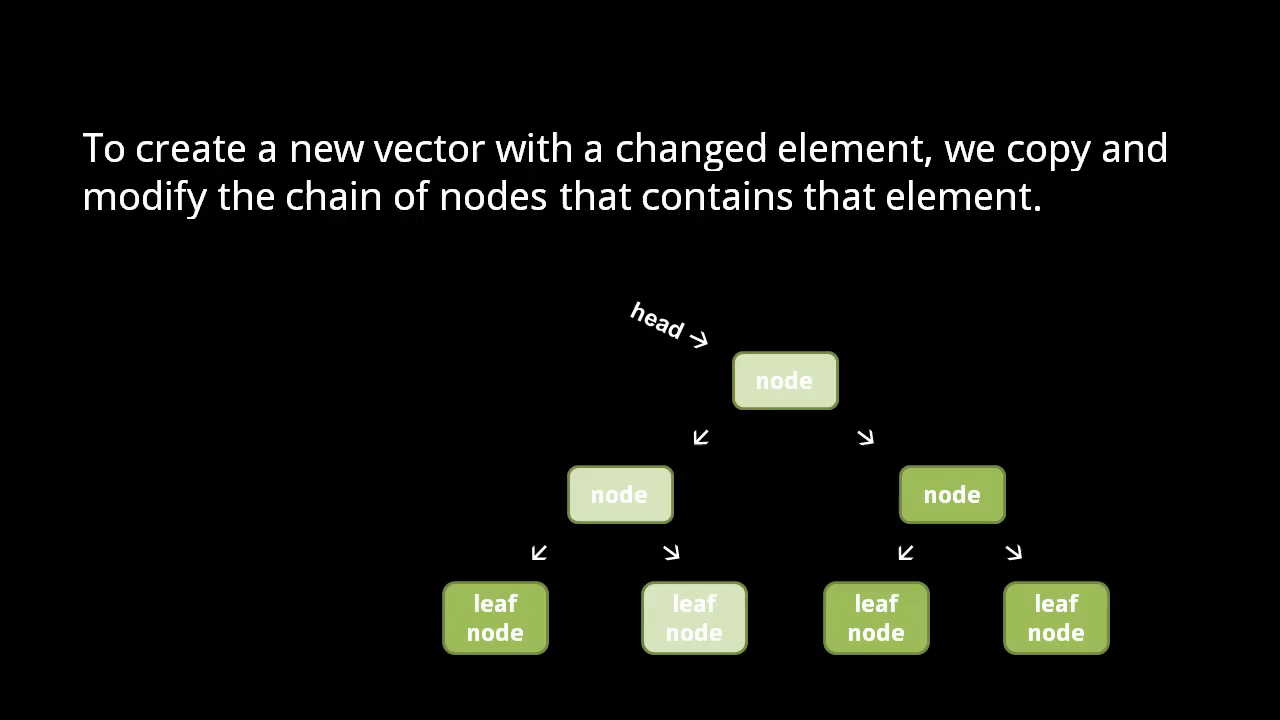 To create a new vector with a changed element, we copy and
modify the chain of nodes that contains that element.
head →
node
node
node
leaf
node
leaf
node
leaf
node
leaf
node